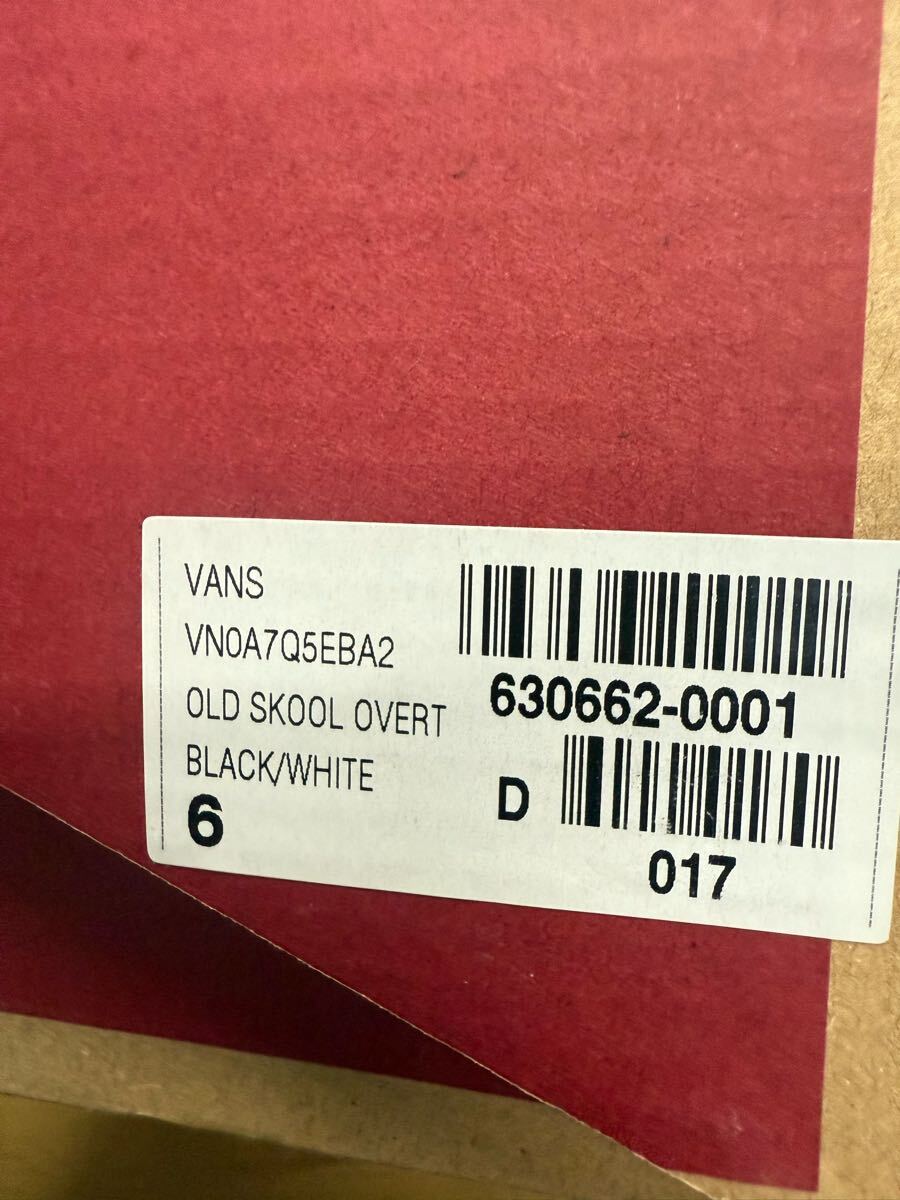 VANS
VN0A7Q5EBA2
OLD SKOOL OVERT
BLACK/WHITE
6
630662-0001
D
017